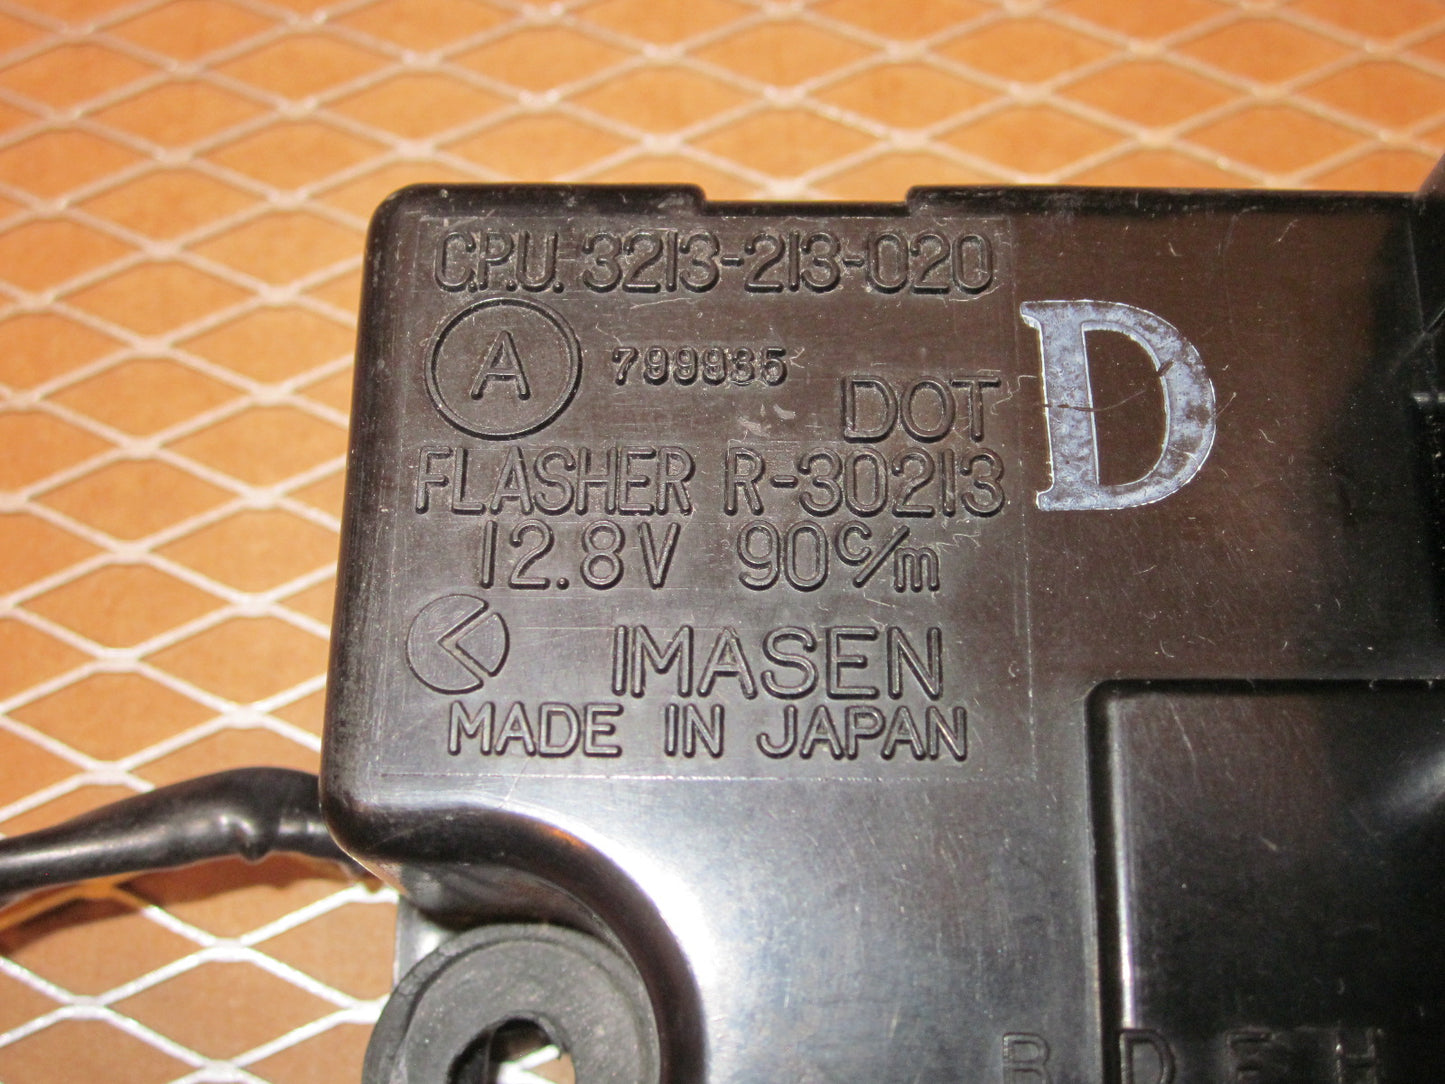 C.P.U. 3213-213-020
A 799935
DOT
D
FLASHER R-30213
12.8V 90c/m
IMASEN
MADE IN JAPAN
B D F H